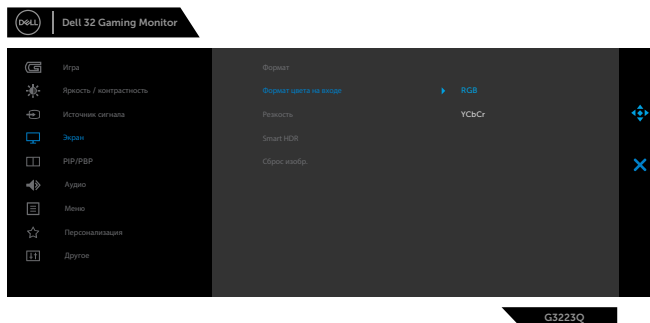 DELL
Dell 32 Gaming Monitor
Игра
Формат
Яркость / контрастность
Формат цвета на входе
RGB
Источник сигнала
Резкость
YCbCr
Экран
Smart HDR
PIP/PBP
Сброс изобр.
Аудио
Меню
Персонализация
Другое
G3223Q